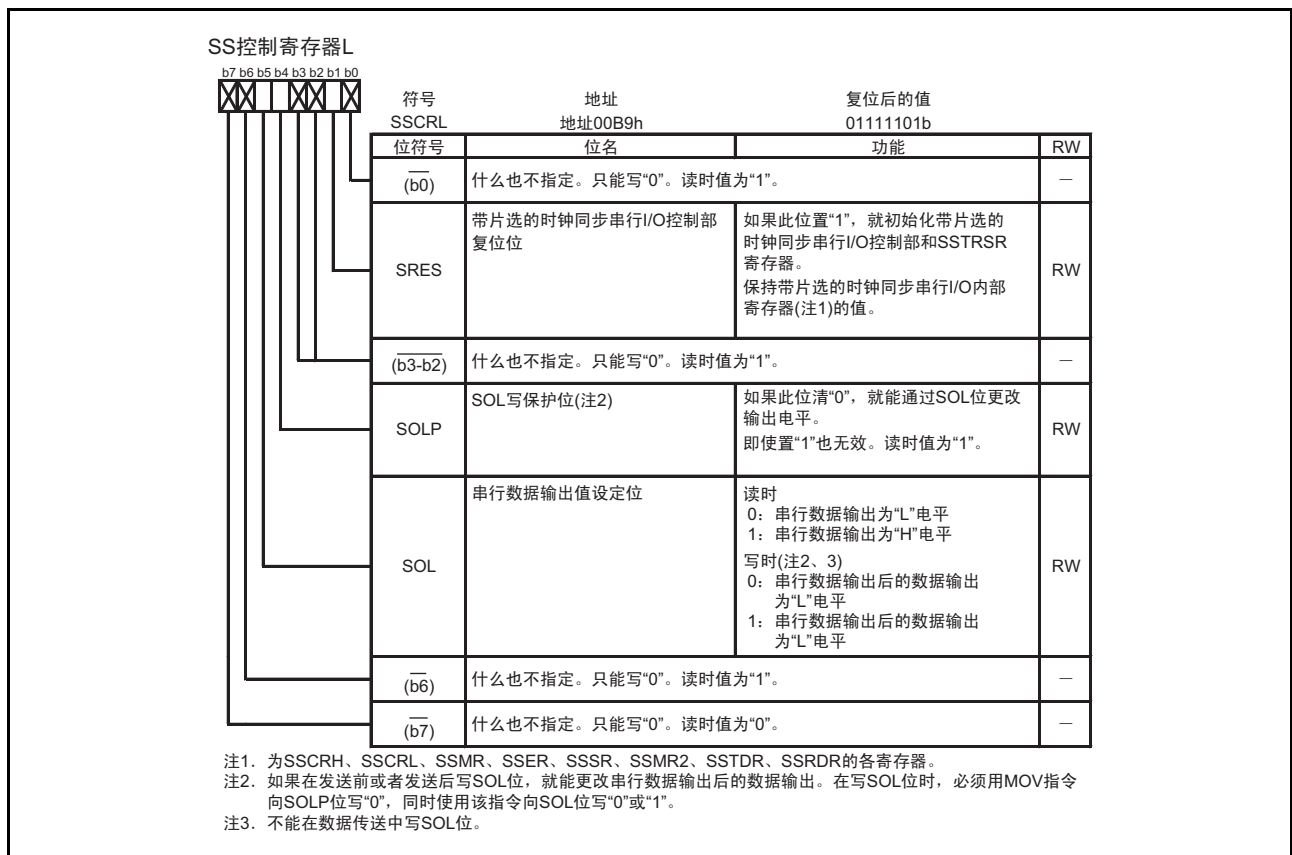 SS控制寄存器L
b7 b6 b5 b4 b3 b2 b1 b0
符号 地址 复位后的值
SSCRL 地址00B9h 01111101b
位符号 位名 功能 RW
(b0) 什么也不指定。只能写“0”。读时值为“1”。 —
SRES
带片选的时钟同步串行I/O控制部
复位位
如果此位置“1”，就初始化带片选的
时钟同步串行I/O控制部和SSTRSR
寄存器。
保持带片选的时钟同步串行I/O内部
寄存器(注1)的值。
RW
(b3-b2) 什么也不指定。只能写“0”。读时值为“1”。 —
SOLP
SOL写保护位(注2)
如果此位清“0”，就能通过SOL位更改
输出电平。
即使置“1”也无效。读时值为“1”。
RW
SOL
串行数据输出值设定位
读时
0：串行数据输出为“L”电平
1：串行数据输出为“H”电平
写时(注2、3)
0：串行数据输出后的数据输出
为“L”电平
1：串行数据输出后的数据输出
为“L”电平
RW
(b6) 什么也不指定。只能写“0”。读时值为“1”。 —
(b7) 什么也不指定。只能写“0”。读时值为“0”。 —
注1．为SSCRH、SSCRL、SSMR、SSER、SSSR、SSMR2、SSTDR、SSRDR的各寄存器。
注2．如果在发送前或者发送后写SOL位，就能更改串行数据输出后的数据输出。在写SOL位时，必须用MOV指令
向SOLP位写“0”，同时使用该指令向SOL位写“0”或“1”。
注3．不能在数据传送中写SOL位。